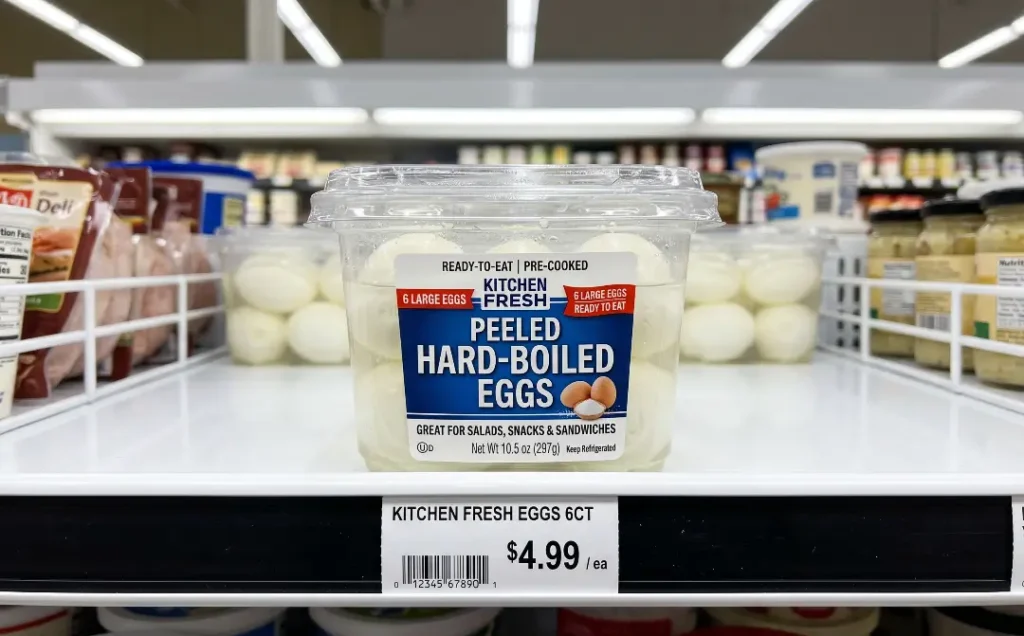 Deli
READY-TO-EAT | PRE-COOKED
KITCHEN
FRESH
6 LARGE EGGS
6 LARGE EGGS
READY TO EAT
PEELED
HARD-BOILED
EGGS
GREAT FOR SALADS, SNACKS & SANDWICHES
U D
Net Wt 10.5 oz (297g)
Keep Refrigerated
KITCHEN FRESH EGGS 6CT
$4.99 / ea
0 12345 67890 1